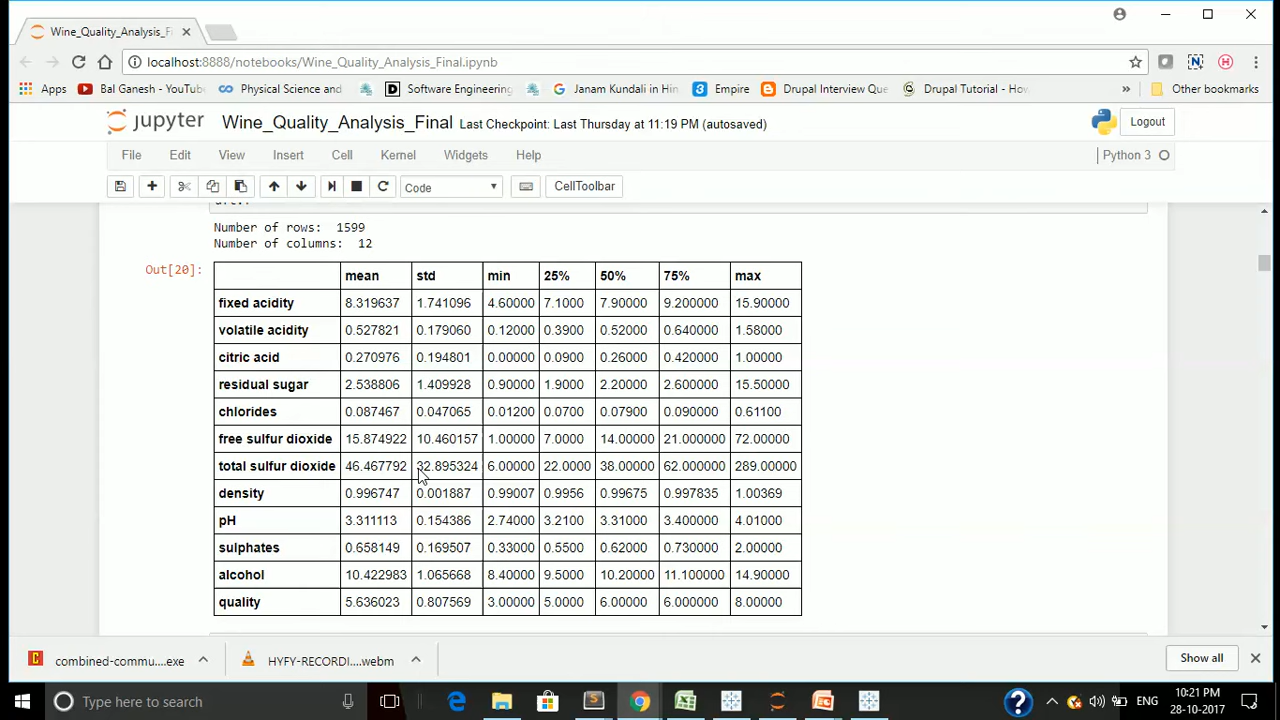 Wine_Quality_Analysis_F
localhost:8888/notebooks/Wine_Quality_Analysis_Final.ipynb
Apps Bal Ganesh - YouTube Physical Science and Software Engineering Janam Kundali in Hin Empire Drupal Interview Que Drupal Tutorial - How » Other bookmarks
jupyter Wine_Quality_Analysis_Final Last Checkpoint: Last Thursday at 11:19 PM (autosaved) Logout
File Edit View Insert Cell Kernel Widgets Help Python 3
Code CellToolbar
Number of rows: 1599
Number of columns: 12
Out[20]:
mean std min 25% 50% 75% max
fixed acidity 8.319637 1.741096 4.60000 7.1000 7.90000 9.200000 15.90000
volatile acidity 0.527821 0.179060 0.12000 0.3900 0.52000 0.640000 1.58000
citric acid 0.270976 0.194801 0.00000 0.0900 0.26000 0.420000 1.00000
residual sugar 2.538806 1.409928 0.90000 1.9000 2.20000 2.600000 15.50000
chlorides 0.087467 0.047065 0.01200 0.0700 0.07900 0.090000 0.61100
free sulfur dioxide 15.874922 10.460157 1.00000 7.0000 14.00000 21.000000 72.00000
total sulfur dioxide 46.467792 32.895324 6.00000 22.0000 38.00000 62.000000 289.00000
density 0.996747 0.001887 0.99007 0.9956 0.99675 0.997835 1.00369
pH 3.311113 0.154386 2.74000 3.2100 3.31000 3.400000 4.01000
sulphates 0.658149 0.169507 0.33000 0.5500 0.62000 0.730000 2.00000
alcohol 10.422983 1.065668 8.40000 9.5000 10.20000 11.100000 14.90000
quality 5.636023 0.807569 3.00000 5.0000 6.00000 6.000000 8.00000
combined-commu....exe HYFY-RECORDI....webm Show all
Type here to search ENG 10:21 PM
28-10-2017